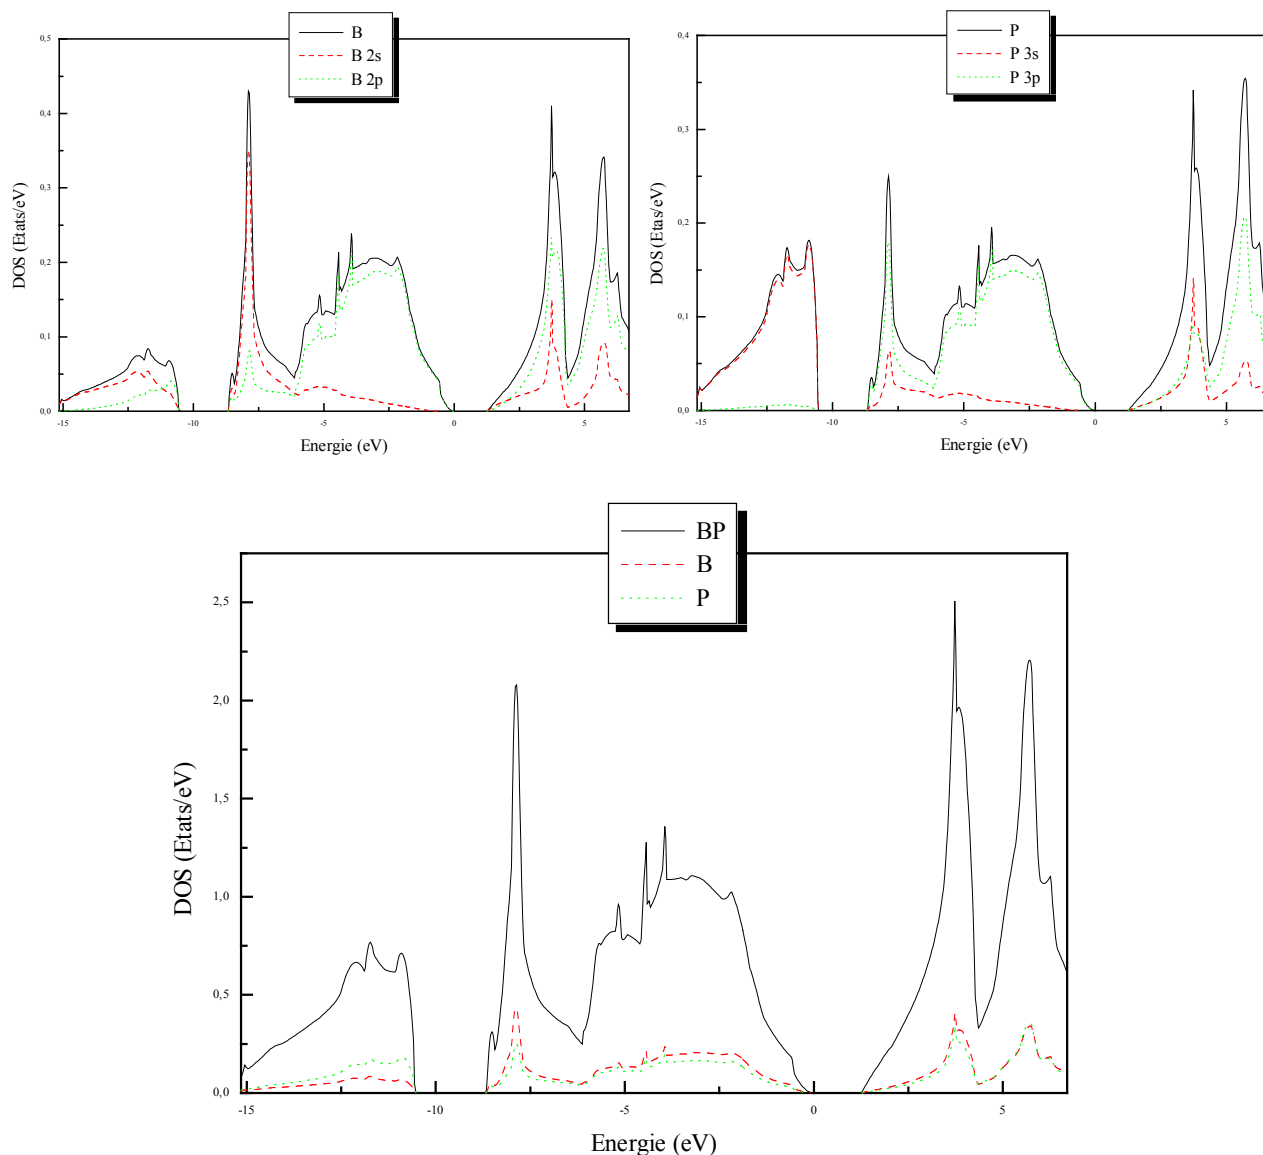 B
B 2s
B 2p
0,5
0,4
0,3
0,2
0,1
0,0
DOS (Etats/eV)
-15
-10
-5
0
5
Energie (eV)
P
P 3s
P 3p
0,4
0,3
0,2
0,1
0,0
DOS (Etas/eV)
-15
-10
-5
0
5
Energie (eV)
BP
B
P
2,5
2,0
1,5
1,0
0,5
0,0
DOS (Etats/eV)
-15
-10
-5
0
5
Energie (eV)